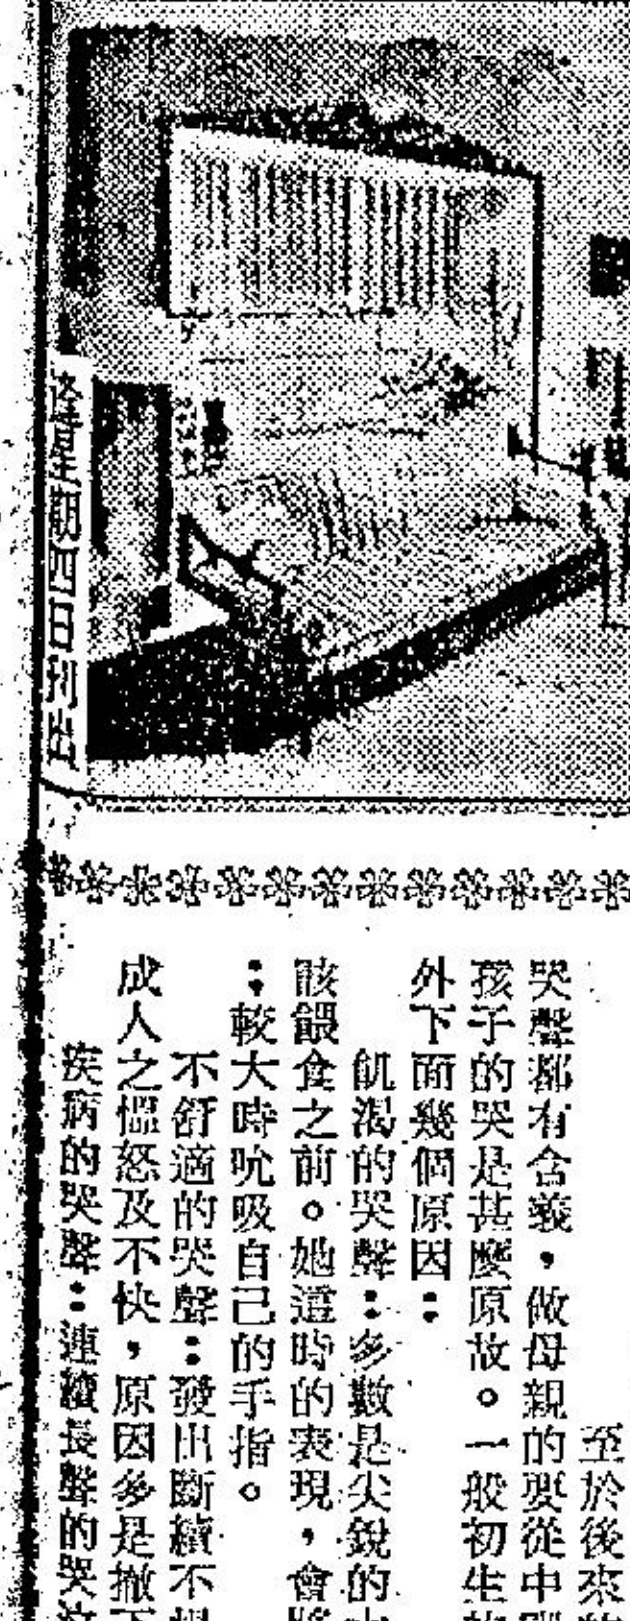 逢星期四日刋出
至於後來
哭聲都有含義，做母親的要從中
孩子的哭是甚麼原故。一般初生
外下面幾個原因：
飢渴的哭聲：多數是尖銳的
該餵食之前。她這時的表現，會
：較大時吮吸自己的手指。
不舒適的哭聲：發出斷續不
成人之慍怒及不快，原因多是撤
疾病的哭聲：連續長聲的哭